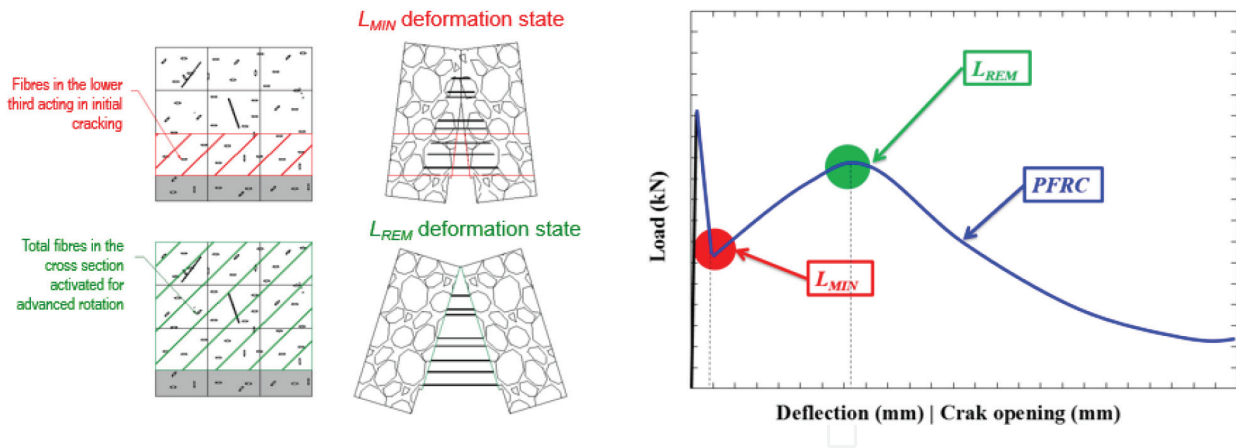 L_MIN deformation state
Fibres in the lower
third acting in initial
cracking
L_REM deformation state
Total fibres in the
cross section
activated for
advanced rotation
Load (kN)
L_REM
PFRC
L_MIN
Deflection (mm) | Crak opening (mm)